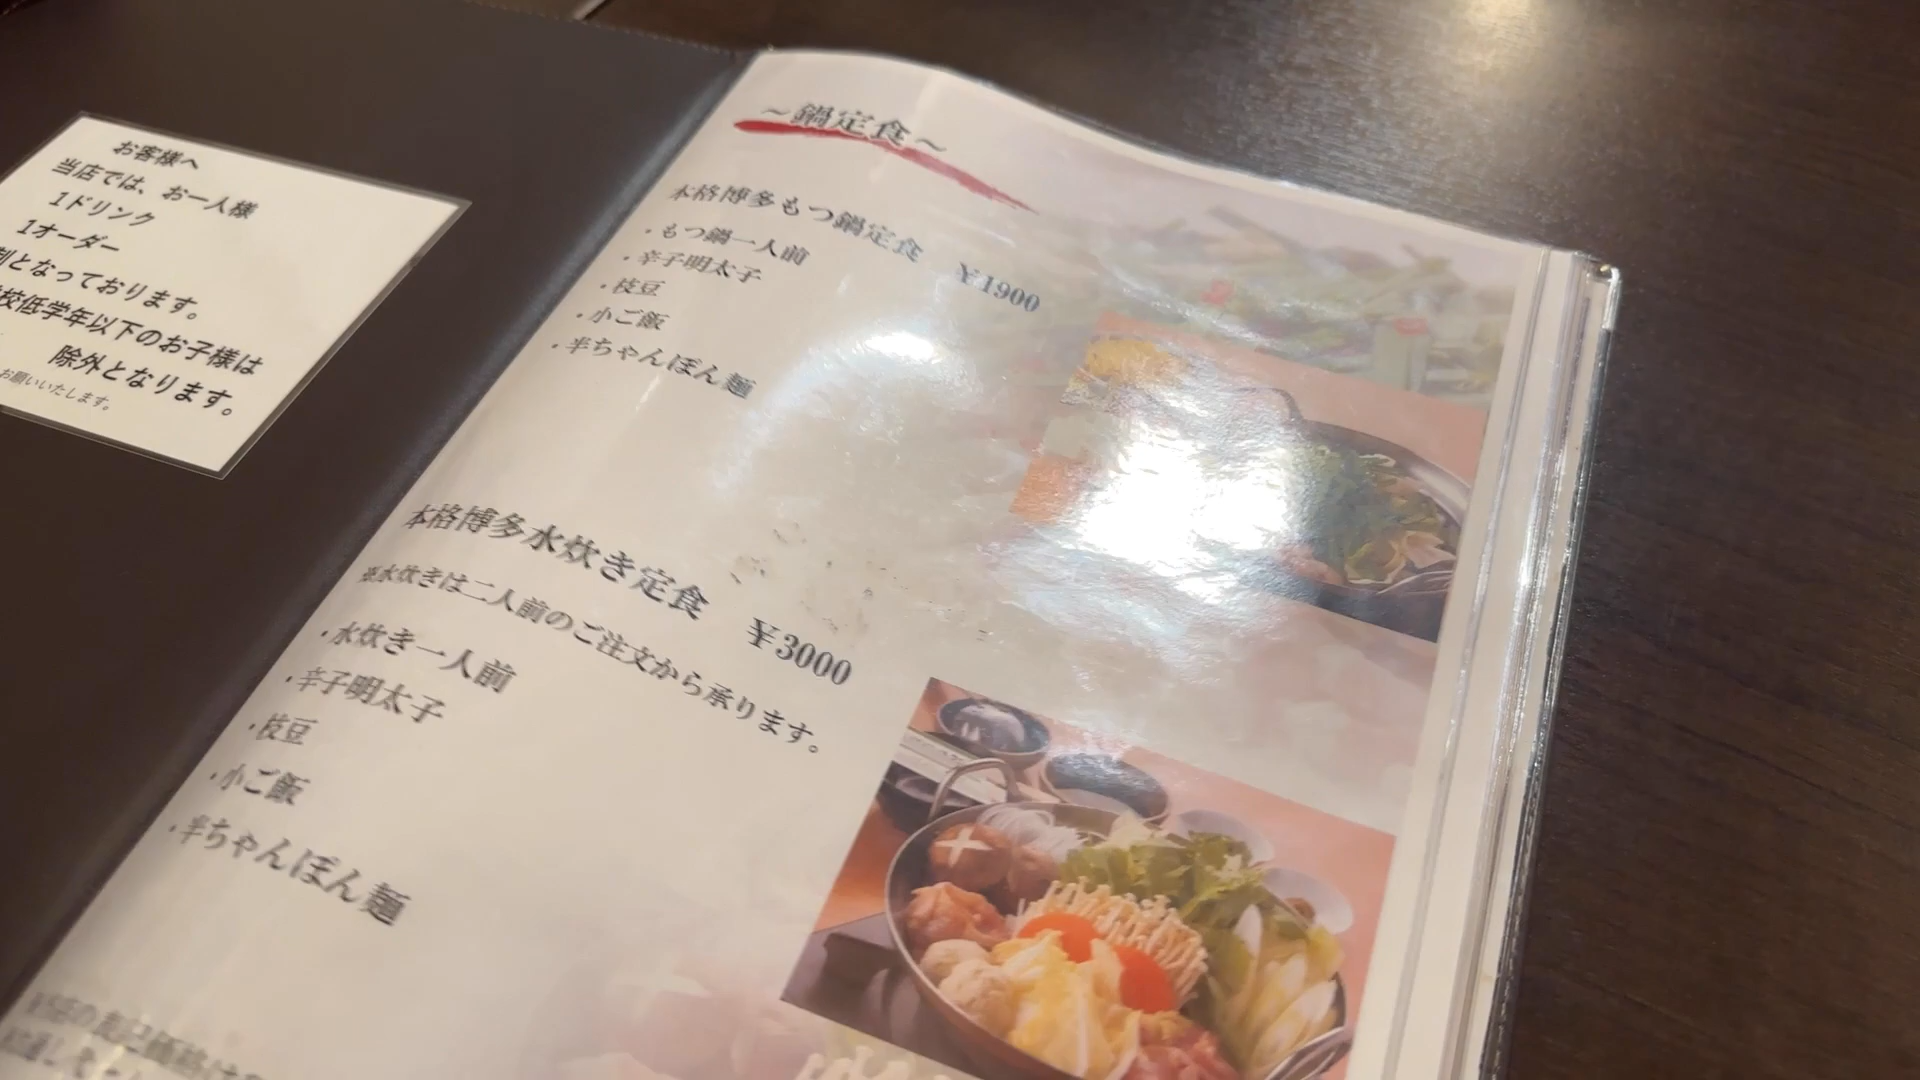 お客様へ
当店では、お一人様
1ドリンク
1オーダー
制となっております。
校低学年以下のお子様は
除外となります。
お願いいたします。
～鍋定食～
本格博多もつ鍋定食 ¥1900
・もつ鍋一人前
・辛子明太子
・枝豆
・小ご飯
・半ちゃんぽん麺
本格博多水炊き定食 ¥3000
※水炊きは二人前のご注文から承ります。
・水炊き一人前
・辛子明太子
・枝豆
・小ご飯
・半ちゃんぽん麺